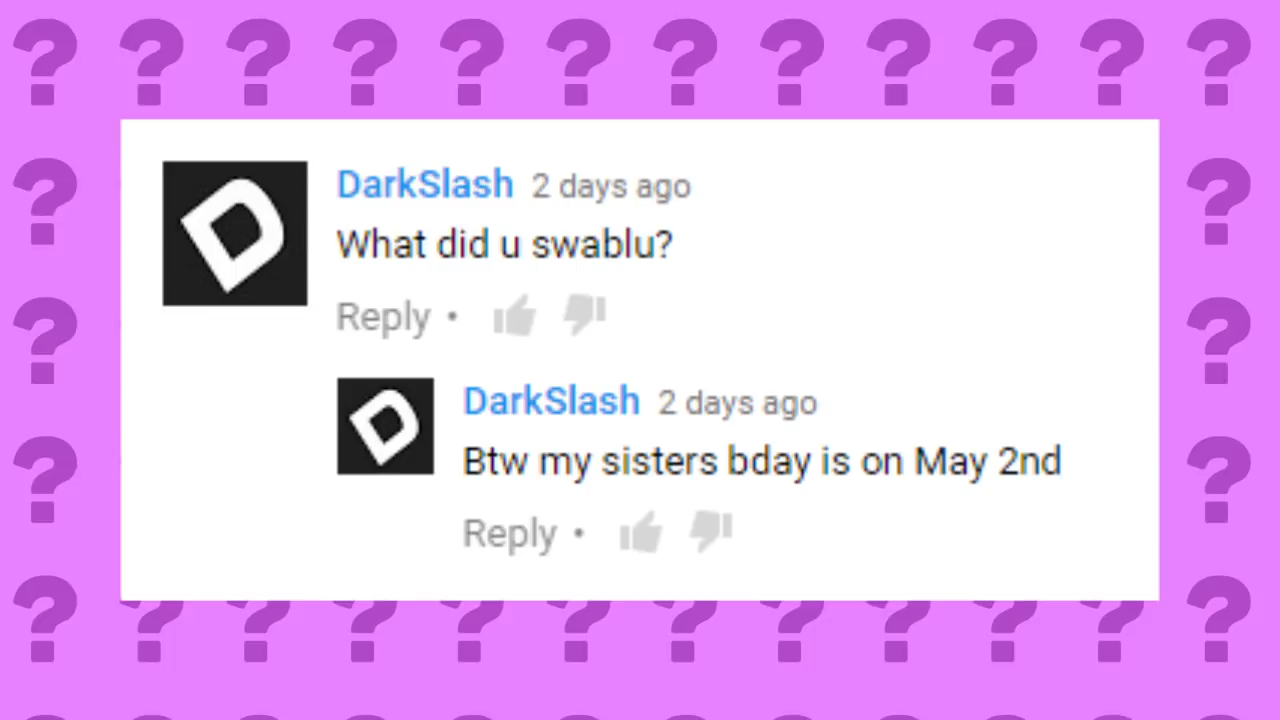 DarkSlash 2 days ago
What did u swablu?
Reply •
DarkSlash 2 days ago
Btw my sisters bday is on May 2nd
Reply •